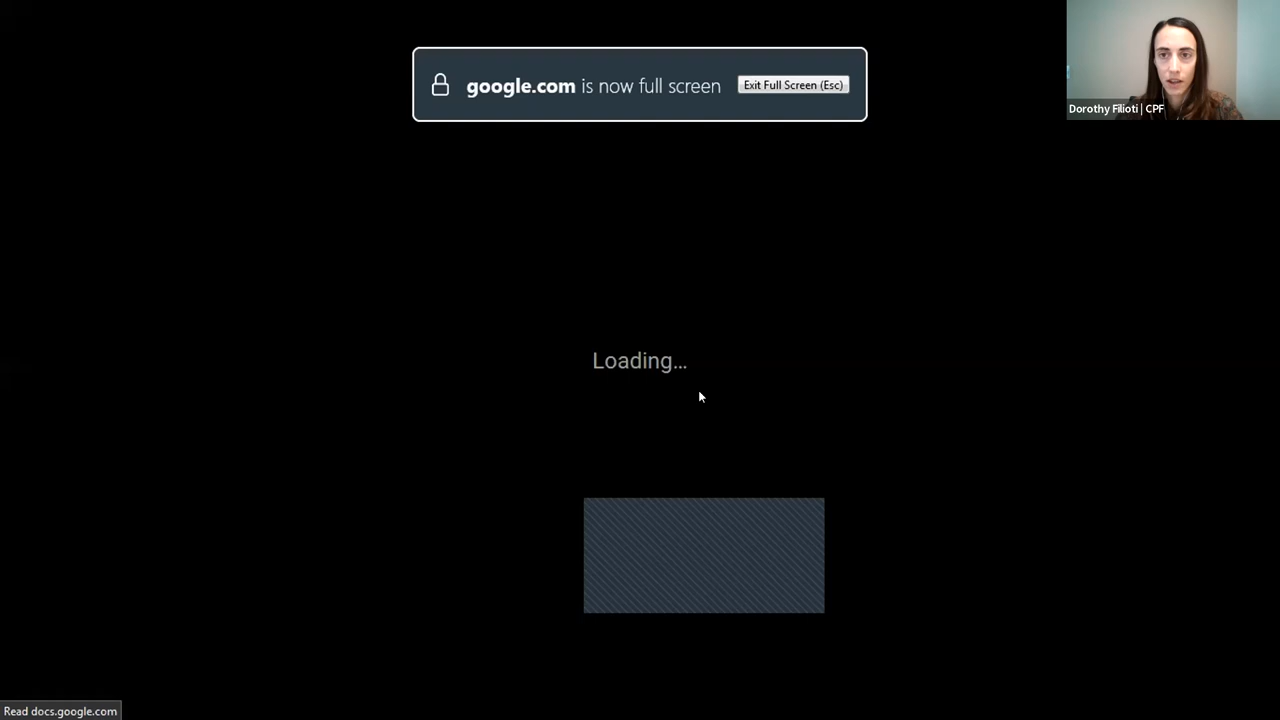 google.com is now full screen
Exit Full Screen (Esc)
Dorothy Filioti | CPF
Loading...
Read docs.google.com